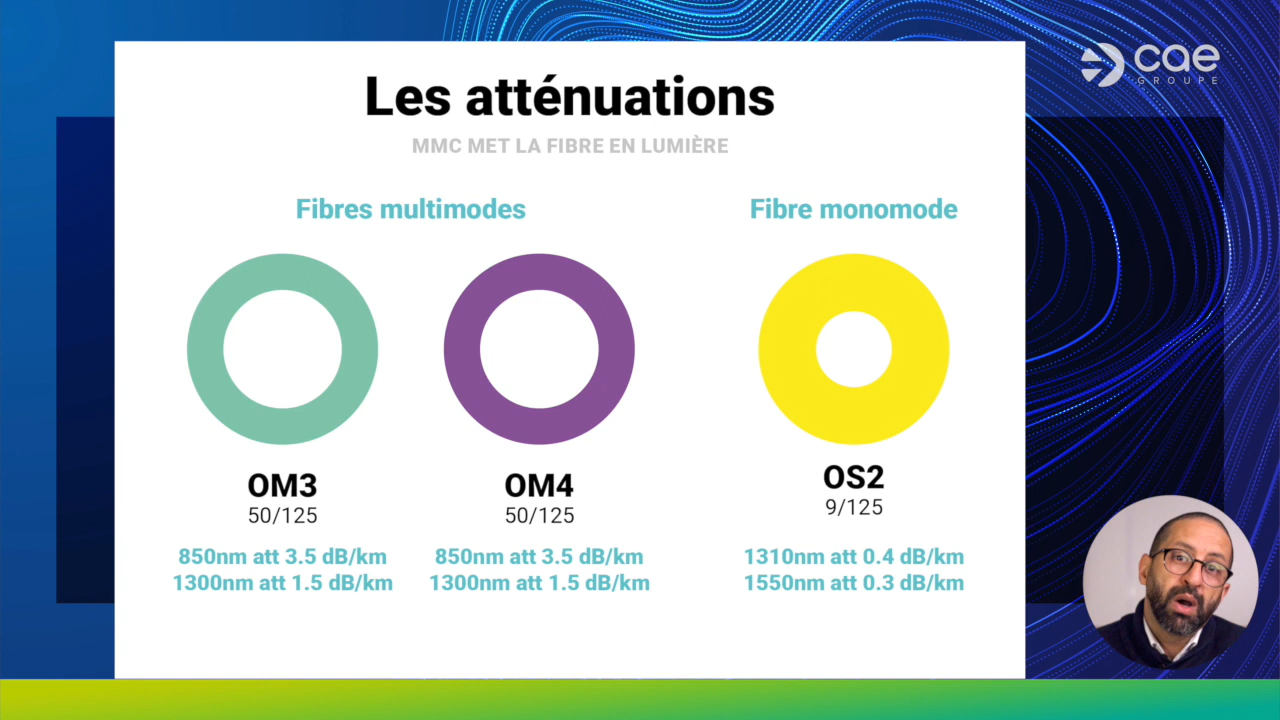 Les atténuations
MMC MET LA FIBRE EN LUMIÈRE
Fibres multimodes
Fibre monomode
OM3
50/125
850nm att 3.5 dB/km
1300nm att 1.5 dB/km
OM4
50/125
850nm att 3.5 dB/km
1300nm att 1.5 dB/km
OS2
9/125
1310nm att 0.4 dB/km
1550nm att 0.3 dB/km
cae
GROUPE